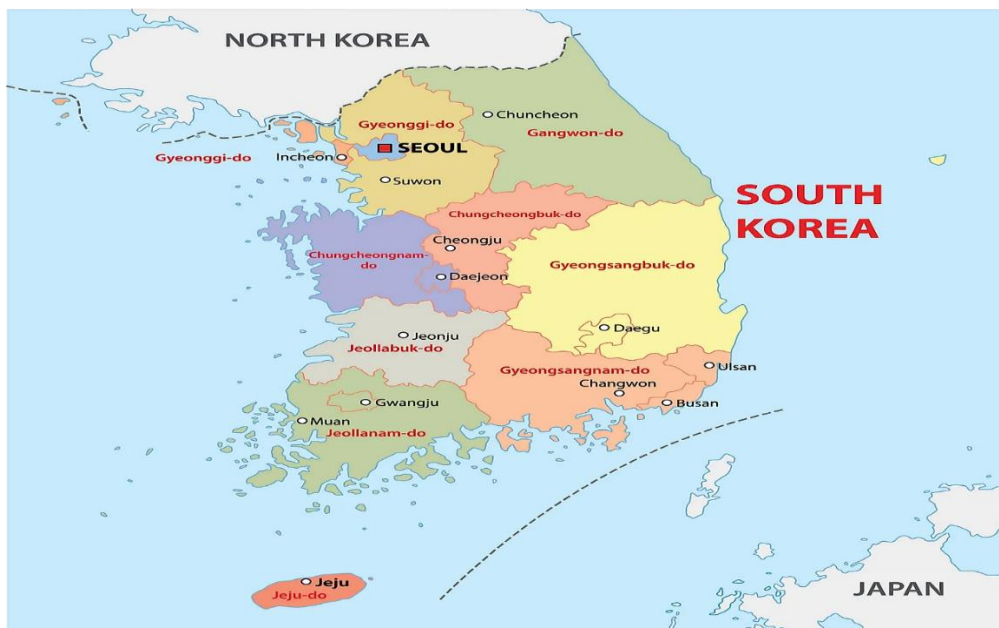 NORTH KOREA
Chuncheon
Gyeonggi-do
Gangwon-do
SEOUL
Incheon
Gyeonggi-do
Suwon
SOUTH
KOREA
Chungcheongbuk-do
Cheongju
Chungcheongnam-
do
Gyeongsangbuk-do
Daejeon
Daegu
Jeonju
Jeollabuk-do
Gyeongsangnam-do
Ulsan
Changwon
Gwangju
Busan
Muan
Jeollanam-do
Jeju
Jeju-do
JAPAN